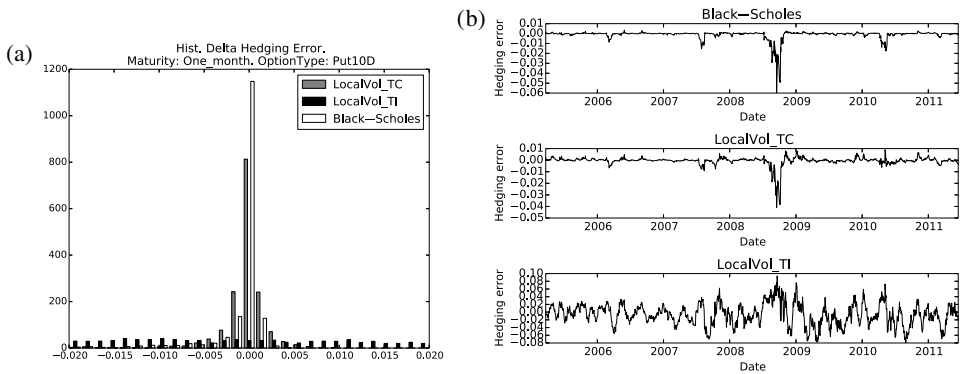 (a)
Hist. Delta Hedging Error.
Maturity: One_month. OptionType: Put10D
1200
1000
800
600
400
200
0
−0.020 −0.015 −0.010 −0.005 0.000 0.005 0.010 0.015 0.020
LocalVol_TC
LocalVol_TI
Black—Scholes
(b)
Black—Scholes
Hedging error
0.01
0.00
−0.01
−0.02
−0.03
−0.04
−0.05
−0.06
2006 2007 2008 2009 2010 2011
Date
LocalVol_TC
Hedging error
0.01
0.00
−0.01
−0.02
−0.03
−0.04
−0.05
2006 2007 2008 2009 2010 2011
Date
LocalVol_TI
Hedging error
0.10
0.08
0.06
0.04
0.02
0.00
−0.02
−0.04
−0.06
−0.08
2006 2007 2008 2009 2010 2011
Date